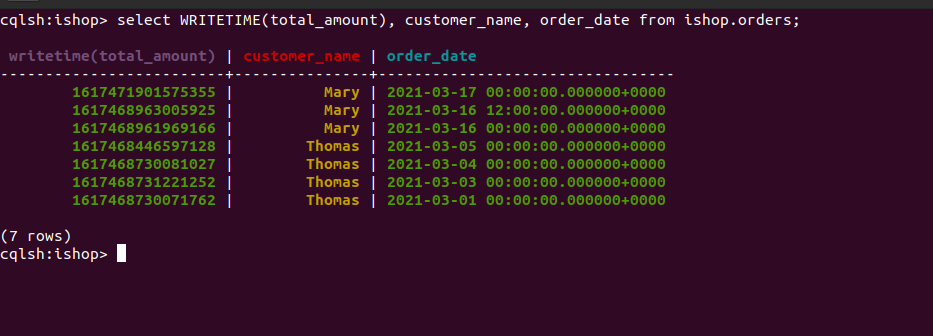 cqlsh:ishop> select WRITETIME(total_amount), customer_name, order_date from ishop.orders;
writetime(total_amount) | customer_name | order_date
-------------------------+---------------+---------------------------------
1617471901575355 | Mary | 2021-03-17 00:00:00.000000+0000
1617468963005925 | Mary | 2021-03-16 12:00:00.000000+0000
1617468961969166 | Mary | 2021-03-16 00:00:00.000000+0000
1617468446597128 | Thomas | 2021-03-05 00:00:00.000000+0000
1617468730081027 | Thomas | 2021-03-04 00:00:00.000000+0000
1617468731221252 | Thomas | 2021-03-03 00:00:00.000000+0000
1617468730071762 | Thomas | 2021-03-01 00:00:00.000000+0000
(7 rows)
cqlsh:ishop>